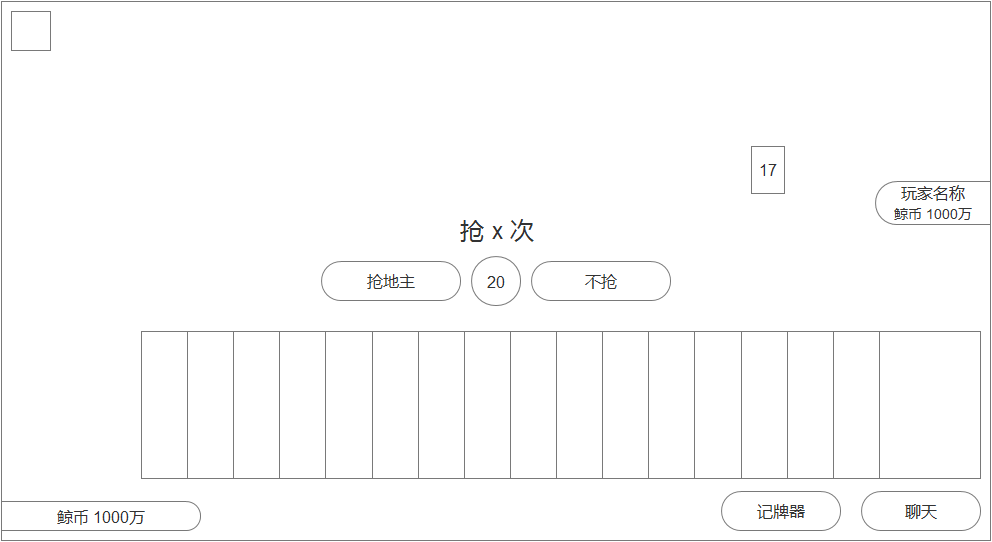 17
玩家名称
鲸币 1000万
抢 x 次
抢地主
20
不抢
鲸币 1000万
记牌器
聊天